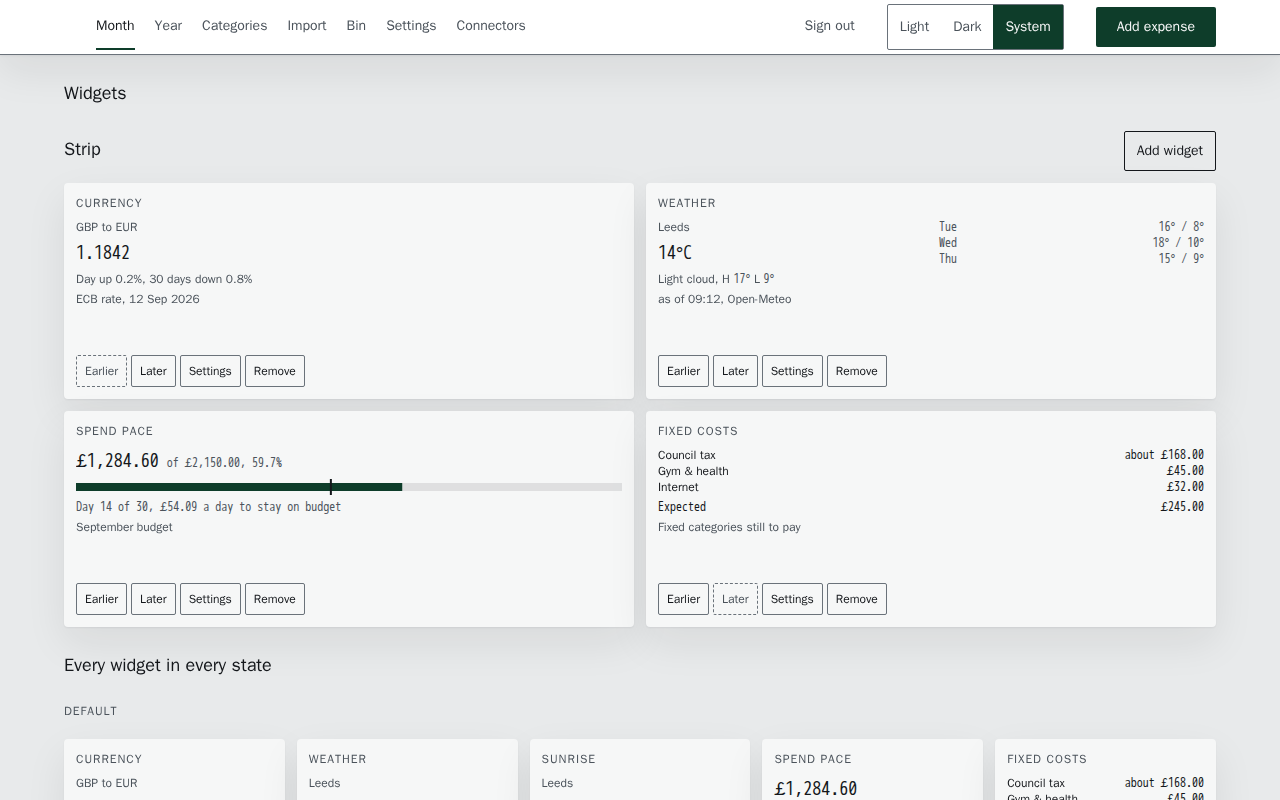 Month Year Categories Import Bin Settings Connectors Sign out Light Dark System Add expense
Widgets
Strip Add widget
CURRENCY
GBP to EUR
1.1842
Day up 0.2%, 30 days down 0.8%
ECB rate, 12 Sep 2026
Earlier Later Settings Remove
WEATHER
Leeds
14°C
Light cloud, H 17° L 9°
as of 09:12, Open-Meteo
Tue 16° / 8°
Wed 18° / 10°
Thu 15° / 9°
Earlier Later Settings Remove
SPEND PACE
£1,284.60 of £2,150.00, 59.7%
Day 14 of 30, £54.09 a day to stay on budget
September budget
Earlier Later Settings Remove
FIXED COSTS
Council tax about £168.00
Gym & health £45.00
Internet £32.00
Expected £245.00
Fixed categories still to pay
Earlier Later Settings Remove
Every widget in every state
DEFAULT
CURRENCY
GBP to EUR
WEATHER
Leeds
SUNRISE
Leeds
SPEND PACE
£1,284.60
FIXED COSTS
Council tax about £168.00
Gym & health £45.00